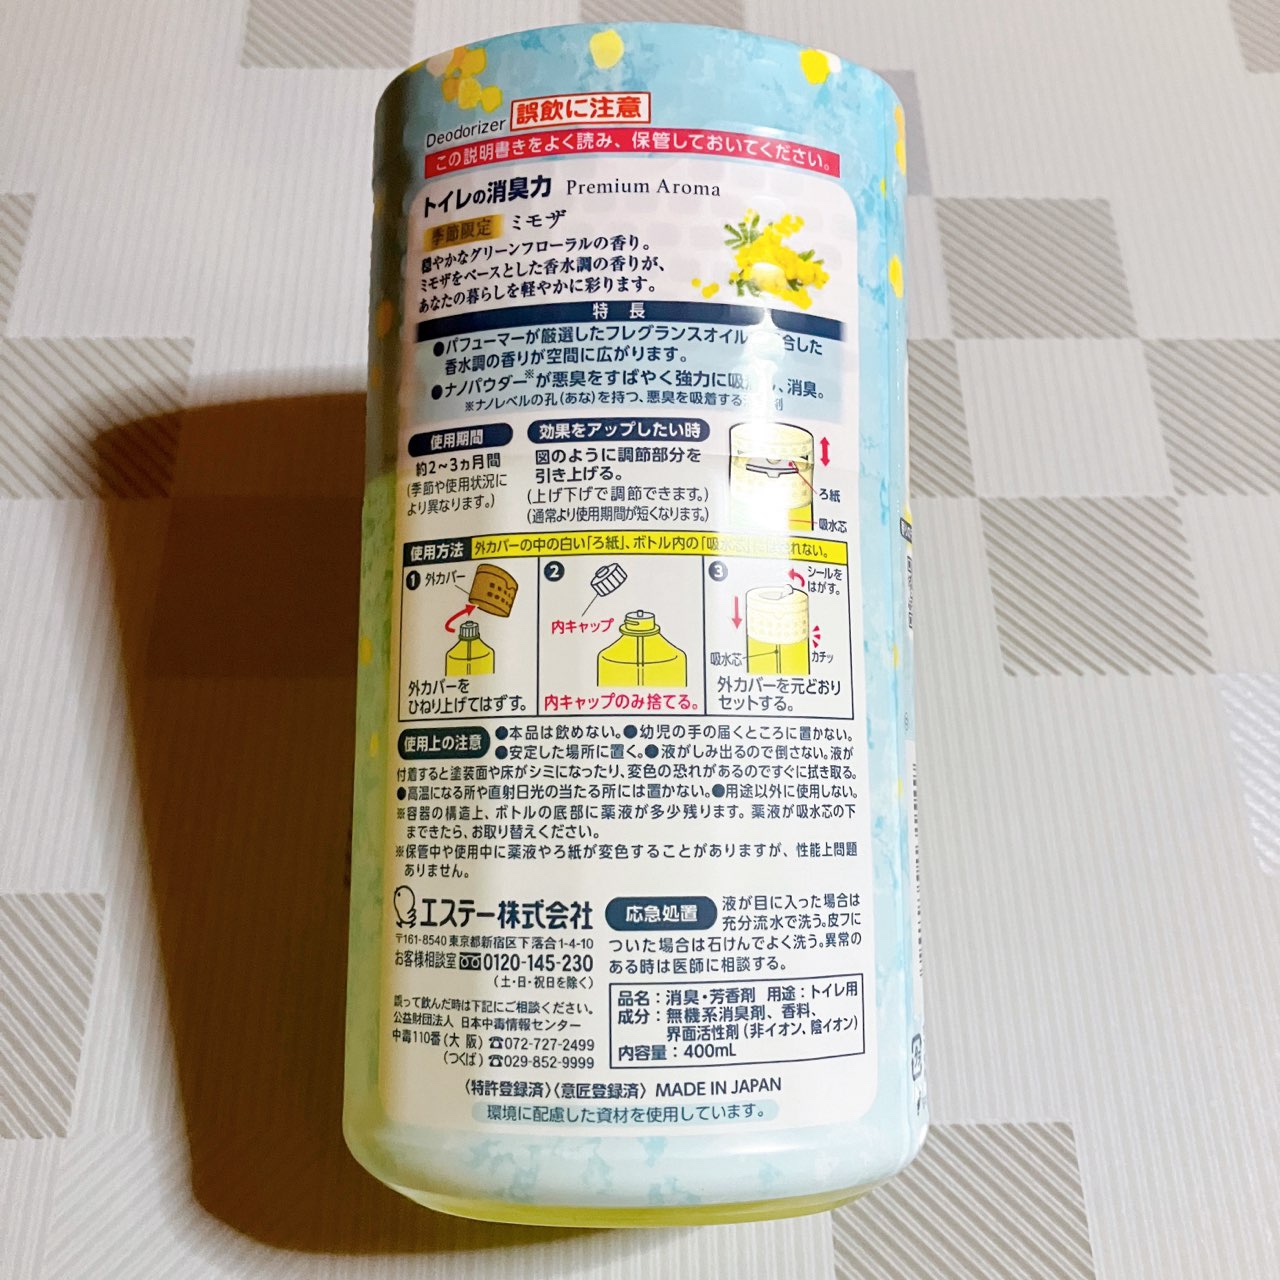 Deodorizer 誤飲に注意
この説明書きをよく読み、保管しておいてください。
トイレの消臭力 Premium Aroma
季節限定 ミモザ
穏やかなグリーンフローラルの香り。
ミモザをベースとした香水調の香りが、
あなたの暮らしを軽やかに彩ります。
特長
●パフューマーが厳選したフレグランスオイル 合した
香水調の香りが空間に広がります。
●ナノパウダー※が悪臭をすばやく強力に吸 、消臭。
※ナノレベルの孔(あな)を持つ、悪臭を吸着する 剤
使用期間
約2~3ヵ月間
(季節や使用状況に
より異なります。)
効果をアップしたい時
図のように調節部分を
引き上げる。
(上げ下げで調節できます。)
(通常より使用期間が短くなります。)
ろ紙
吸水芯
使用方法 外カバーの中の白い「ろ紙」、ボトル内の「吸水芯」 れない。
1 外カバー
外カバーを
ひねり上げてはずす。
2
内キャップ
内キャップのみ捨てる。
3 シールを
はがす。
吸水芯
カチッ
外カバーを元どおり
セットする。
使用上の注意 ●本品は飲めない。●幼児の手の届くところに置かない。
●安定した場所に置く。●液がしみ出るので倒さない。液が
付着すると塗装面や床がシミになったり、変色の恐れがあるのですぐに拭き取る。
●高温になる所や直射日光の当たる所には置かない。●用途以外に使用しない。
※容器の構造上、ボトルの底部に薬液が多少残ります。薬液が吸水芯の下
まできたら、お取り替えください。
※保管中や使用中に薬液やろ紙が変色することがありますが、性能上問題
ありません。
エステー株式会社
〒161-8540 東京都新宿区下落合1-4-10
お客様相談室 0120-145-230
(土・日・祝日を除く)
誤って飲んだ時は下記にご相談ください。
公益財団法人 日本中毒情報センター
中毒110番(大 阪)☎072-727-2499
(つくば)☎029-852-9999
応急処置 液が目に入った場合は
充分流水で洗う。皮フに
ついた場合は石けんでよく洗う。異常の
ある時は医師に相談する。
品名:消臭・芳香剤 用途:トイレ用
成分:無機系消臭剤、香料、
界面活性剤(非イオン、陰イオン)
内容量:400mL
〈特許登録済〉〈意匠登録済〉 MADE IN JAPAN
環境に配慮した資材を使用しています。